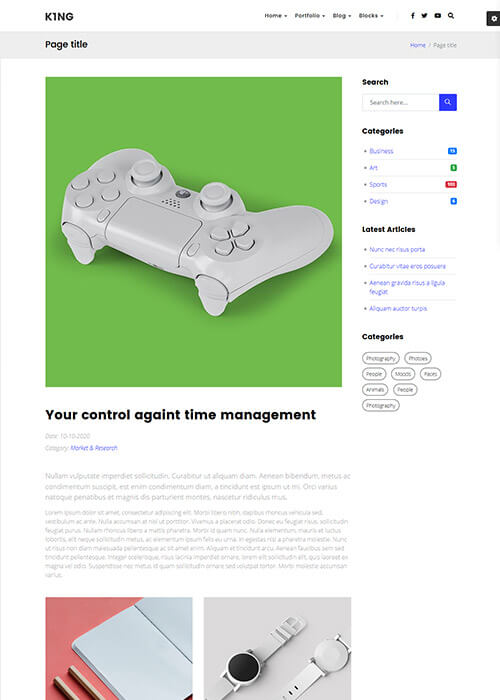 K1NG
Home Portfolio Blog Blocks
Page title
Home / Page title
Search
Search here...
Categories
Business 15
Art 5
Sports 105
Design 6
Latest Articles
Nunc nec risus porta
Curabitur vitae eros posuere
Aenean gravida risus a ligula
feugiat
Aliquam auctor turpis
Categories
Photography Photoes
People Moods Faces
Animals People
Photography
Your control againt time management
Date: 10-10-2020
Category: Market & Research
Nullam vulputate imperdiet sollicitudin. Curabitur ut aliquam diam. Aenean bibendum, metus ac
condimentum suscipit, est enim condimentum diam, a tincidunt est ipsum ut mi. Orci varius
natoque penatibus et magnis dis parturient montes, nascetur ridiculus mus.
Lorem ipsum dolor sit amet, consectetur adipiscing elit. Morbi libero nibh, dapibus rhoncus vehicula sed,
vestibulum ac ante. Nulla accumsan at nisl ut porttitor. Vivamus a placerat odio. Donec eu feugiat risus, sollicitudin
feugiat purus. Nullam rhoncus libero a mattis pharetra. Morbi id quam nunc. Nulla elementum, mauris et luctus
lobortis, elit neque sollicitudin metus, ac elementum ipsum felis eu urna. In egestas nisl a pharetra molestie. Nunc
ut risus non diam malesuada pellentesque ac sit amet anim. Aliquam et tincidunt arcu. Aenean faucibus sem sed
tincidunt pellentesque. Integer scelerisque, risus lacinia imperdiet ornare, lorem elit sollicitudin elit, quis laoreet ex
magna vel odio. Suspendisse nec metus id quam sollicitudin ornare sed volutpat tortor. Morbi molestie accumsan
varius.